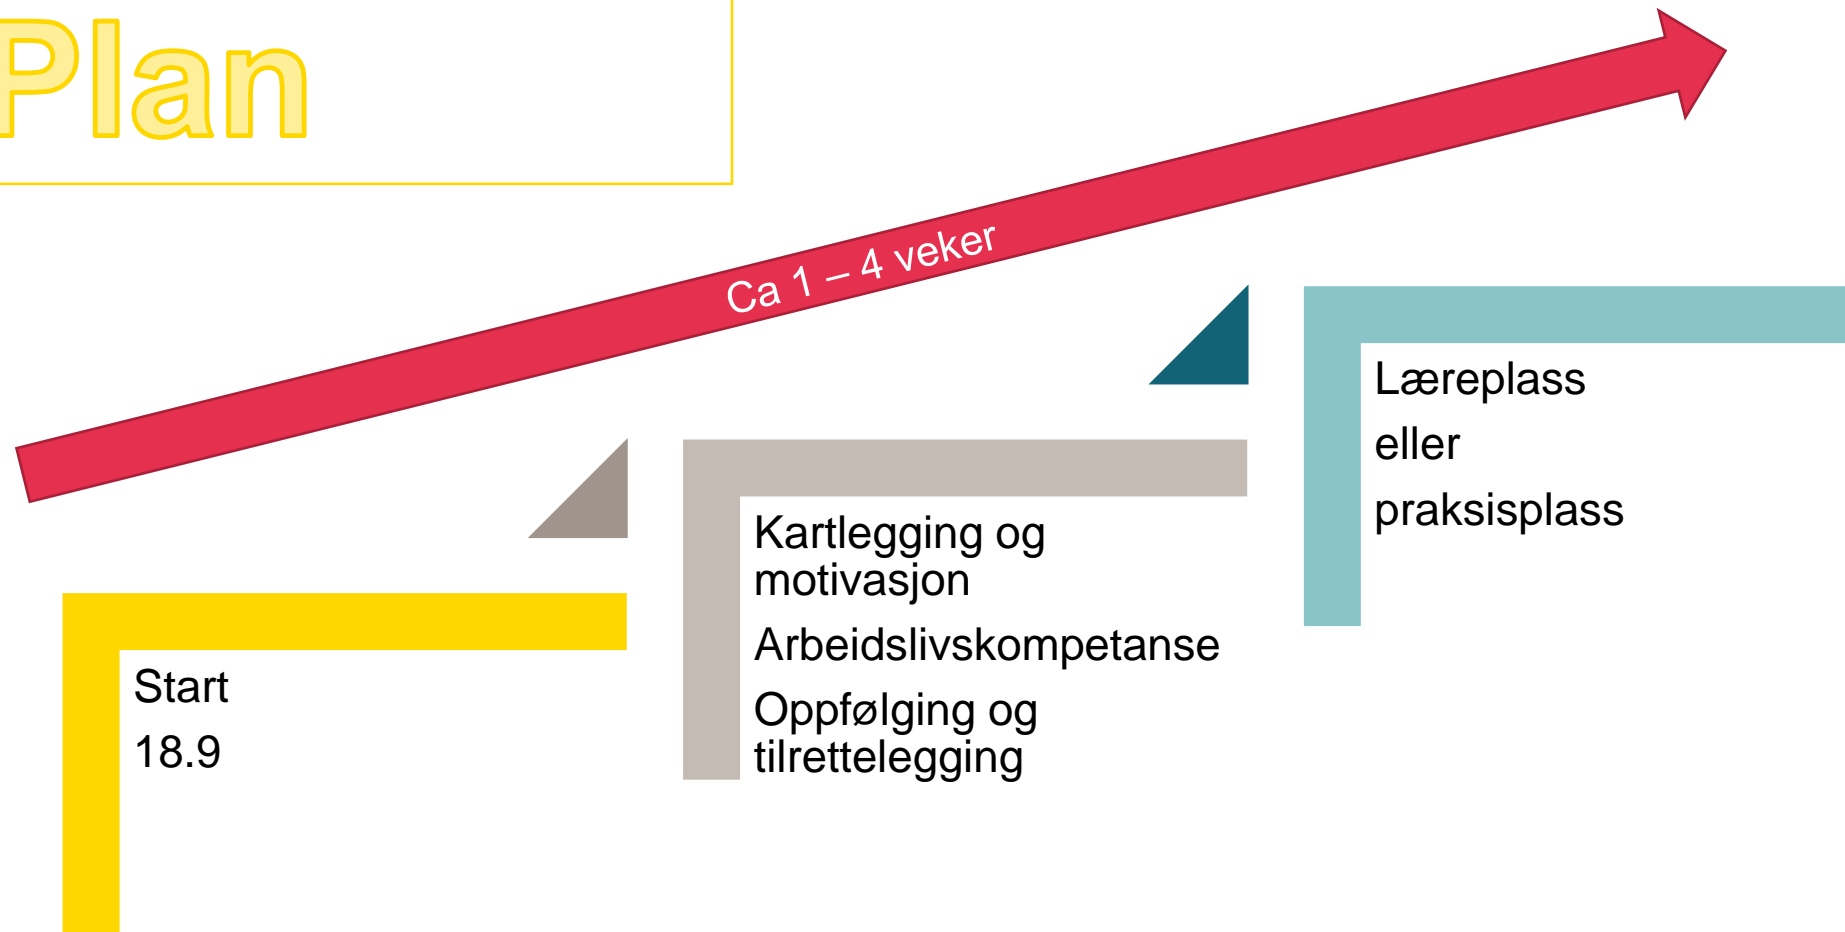 Plan
Ca 1 – 4 veker
Start
18.9
Kartlegging og
motivasjon
Arbeidslivskompetanse
Oppfølging og
tilrettelegging
Læreplass
eller
praksisplass